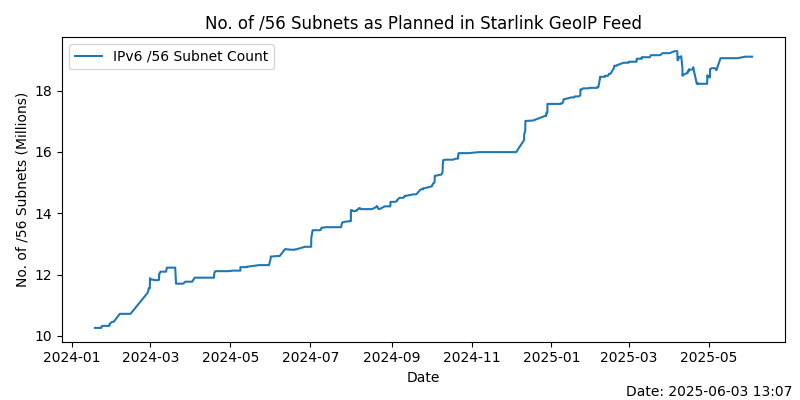 No. of /56 Subnets as Planned in Starlink GeoIP Feed
IPv6 /56 Subnet Count
No. of /56 Subnets (Millions)
18
16
14
12
10
2024-01 2024-03 2024-05 2024-07 2024-09 2024-11 2025-01 2025-03 2025-05
Date
Date: 2025-06-03 13:07